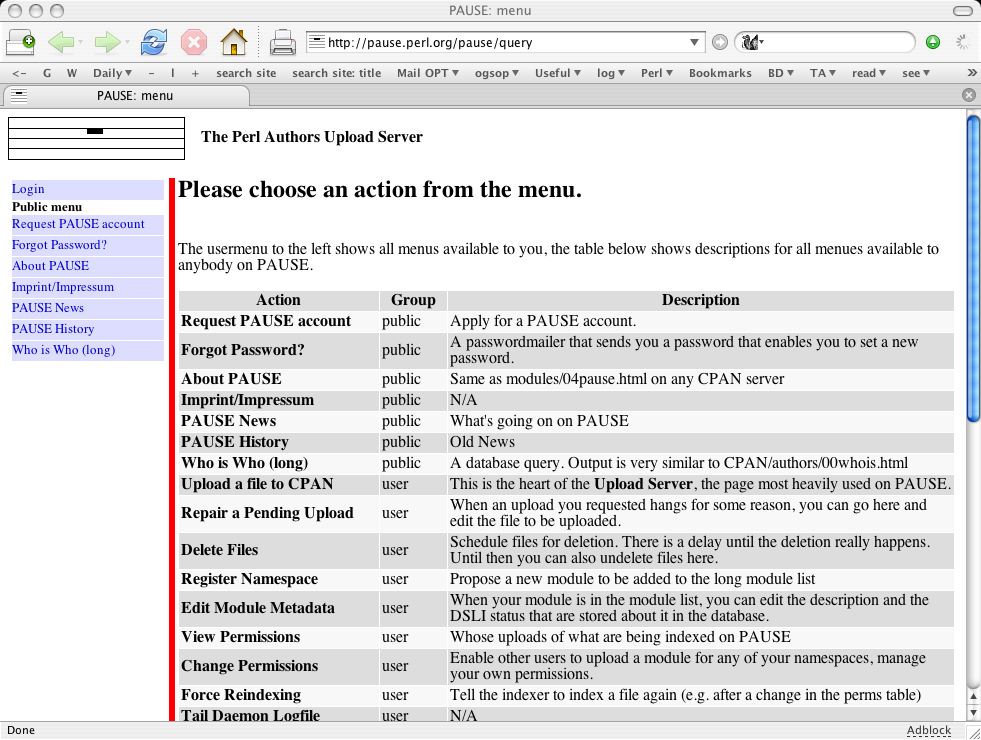 PAUSE: menu
http://pause.perl.org/pause/query
<- G W Daily - I + search site search site: title Mail OPT ogsop Useful log Perl Bookmarks BD TA read see »
PAUSE: menu
The Perl Authors Upload Server
Login
Public menu
Request PAUSE account
Forgot Password?
About PAUSE
Imprint/Impressum
PAUSE News
PAUSE History
Who is Who (long)
Please choose an action from the menu.
The usermenu to the left shows all menus available to you, the table below shows descriptions for all menues available to
anybody on PAUSE.
Action Group Description
Request PAUSE account public Apply for a PAUSE account.
Forgot Password? public A passwordmailer that sends you a password that enables you to set a new
password.
About PAUSE public Same as modules/04pause.html on any CPAN server
Imprint/Impressum public N/A
PAUSE News public What's going on on PAUSE
PAUSE History public Old News
Who is Who (long) public A database query. Output is very similar to CPAN/authors/00whois.html
Upload a file to CPAN user This is the heart of the Upload Server, the page most heavily used on PAUSE.
Repair a Pending Upload user When an upload you requested hangs for some reason, you can go here and
edit the file to be uploaded.
Delete Files user Schedule files for deletion. There is a delay until the deletion really happens.
Until then you can also undelete files here.
Register Namespace user Propose a new module to be added to the long module list
Edit Module Metadata user When your module is in the module list, you can edit the description and the
DSLI status that are stored about it in the database.
View Permissions user Whose uploads of what are being indexed on PAUSE
Change Permissions user Enable other users to upload a module for any of your namespaces, manage
your own permissions.
Force Reindexing user Tell the indexer to index a file again (e.g. after a change in the perms table)
Tail Daemon Logfile user N/A
Done Adblock